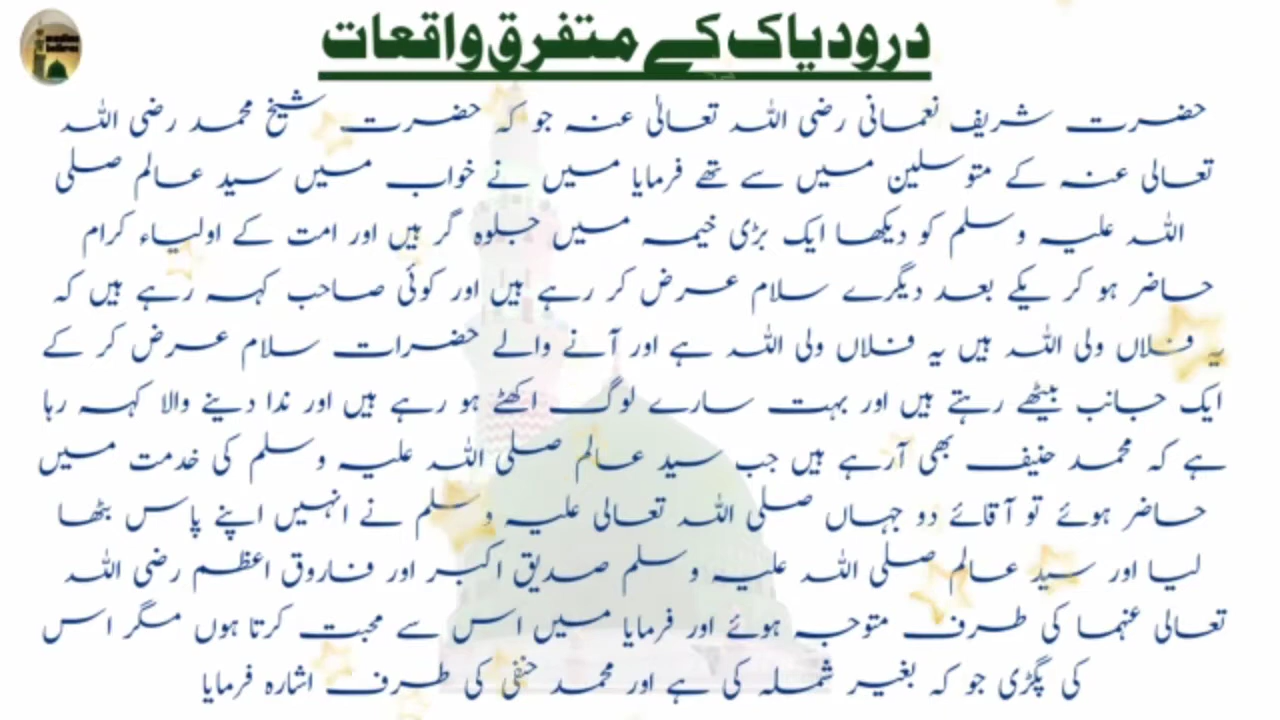 درود پاک کے متفرق واقعات
حضرت شریف نعمانی رضی اللہ تعالٰی عنہ جو کہ حضرت شیخ محمد رضی اللہ
تعالی عنہ کے متوسلین میں سے تھے فرمایا میں نے خواب میں سید عالم صلی
اللہ علیہ وسلم کو دیکھا ایک بڑی خیمہ میں جلوہ گر ہیں اور امت کے اولیاء کرام
حاضر ہو کر یکے بعد دیگرے سلام عرض کر رہے ہیں اور کوئی صاحب کہہ رہے ہیں کہ
یہ فلاں ولی اللہ ہیں یہ فلاں ولی اللہ ہے اور آنے والے حضرات سلام عرض کر کے
ایک جانب بیٹھے رہتے ہیں اور بہت سارے لوگ اکھٹے ہو رہے ہیں اور ندا دینے والا کہہ رہا
ہے کہ محمد حنیف بھی آرہے ہیں جب سید عالم صلی اللہ علیہ وسلم کی خدمت میں
حاضر ہوئے تو آقائے دو جہاں صلی اللہ تعالی علیہ وسلم نے انہیں اپنے پاس بٹھا
لیا اور سید عالم صلی اللہ علیہ وسلم صدیق اکبر اور فاروق اعظم رضی اللہ
تعالی عنہما کی طرف متوجہ ہوئے اور فرمایا میں اس سے محبت کرتا ہوں مگر اس
کی پگڑی جو کہ بغیر شملہ کی ہے اور محمد حنفی کی طرف اشارہ فرمایا